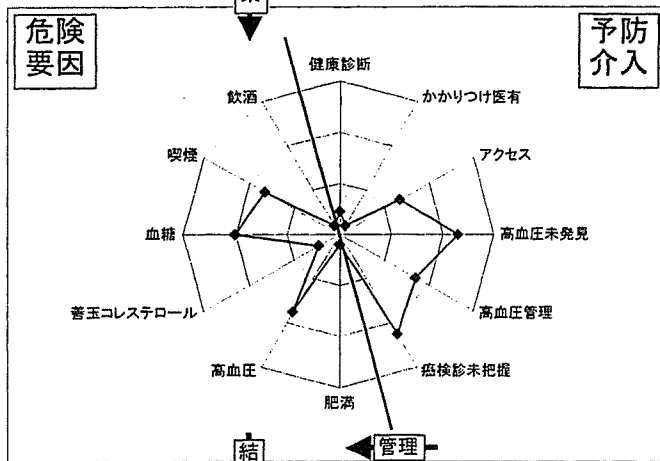 危険
要因
予防
介入
健康診断
飲酒
かかりつけ医有
喫煙
アクセス
血糖
高血圧未発見
善玉コレステロール
高血圧管理
高血圧
癌検診未把握
肥満
結
管理